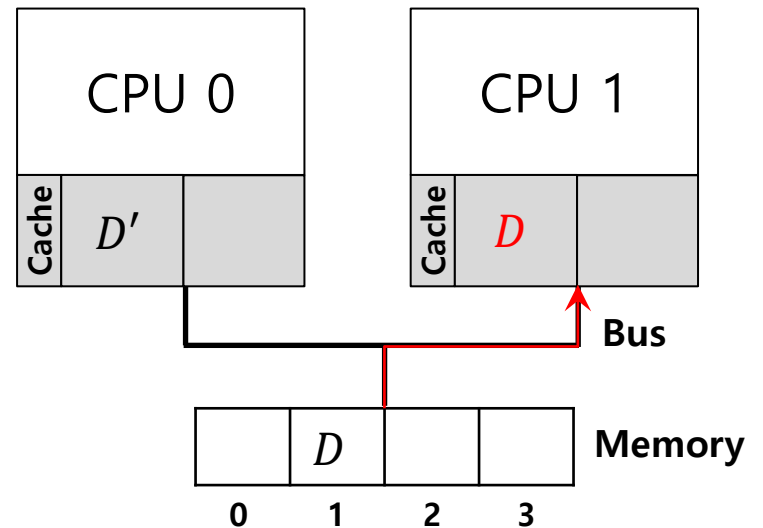 CPU 0
CPU 1
Cache
D′
Cache
D
Bus
D
Memory
0 1 2 3